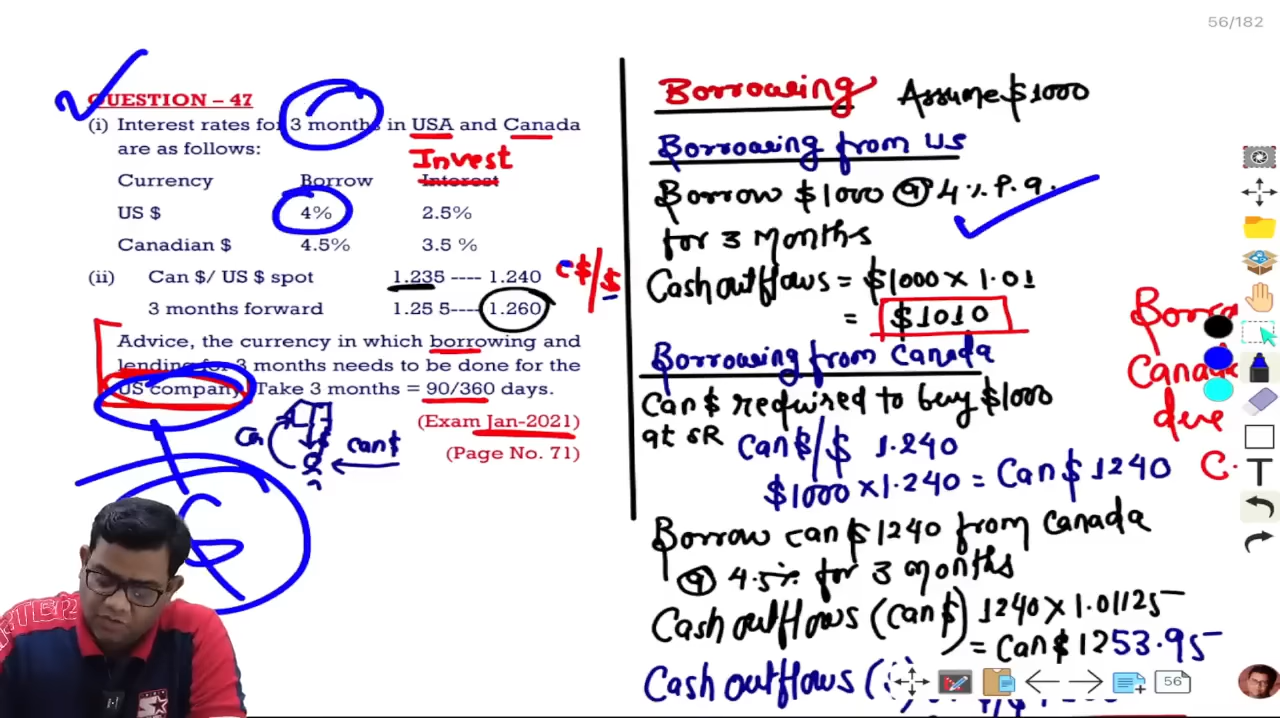 56/182
QUESTION – 47
(i) Interest rates for 3 months in USA and Canada
are as follows:
Invest
Currency Borrow Interest
US $ 4% 2.5%
Canadian $ 4.5% 3.5 %
(ii) Can $/ US $ spot 1.235 ---- 1.240
C$/$
3 months forward 1.25 5---- 1.260
Advice, the currency in which borrowing and
lending for 3 months needs to be done for the
US company. Take 3 months = 90/360 days.
(Exam Jan-2021)
(Page No. 71)
can$
Borrowing Assume $1000
Borrowing from US
Borrow $1000 @ 4% P.a.
for 3 Months
Cash outflows = $1000 × 1.01
= $1010
Borrowing from Canada
Can$ required to buy $1000
at SR Can$/$ 1.240
$1000 × 1.240 = Can$ 1240
Borrow can$ 1240 from Canada
@ 4.5% for 3 months
Cash outflows (can$) 1240 × 1.01125
= can$ 1253.95
Cash outflows (
Canada
due
C.
T
56